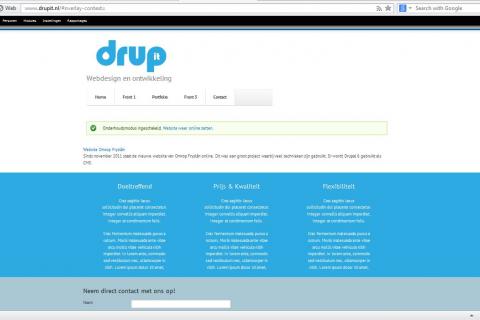 Web
www.drupit.nl/#overlay-context=
Search with Google
Personen Modules Instellingen Rapportages
drup it
Webdesign en ontwikkeling
Home Front 1 Portfolio Front 3 Contact
Onderhoudsmodus ingeschakeld. Website weer online zetten.
Website Omrop Fryslân
Sinds november 2011 staat de nieuwe website van Omrop Fryslân online. Dit was een groot project waarbij veel technieken zijn gebruikt. Er wordt Drupal 6 gebruikt als
CMS.
Doeltreffend
Cras sagittis lacus
sollicitudin dui placerat consectetur.
Integer convallis aliquam imperdiet.
Integer at condimentum felis.
Cras fermentum malesuada purus a
rutrum. Morbi malesuada ante vitae
arcu mollis vitae vehicula nibh
imperdiet. In lorem enim, commodo
sed vestibulum nec, ullamcorper in
nibh. Lorem ipsum dolor sit amet,
Prijs & Kwaliteit
Cras sagittis lacus
sollicitudin dui placerat consectetur.
Integer convallis aliquam imperdiet.
Integer at condimentum felis.
Cras fermentum malesuada purus a
rutrum. Morbi malesuada ante vitae
arcu mollis vitae vehicula nibh
imperdiet. In lorem enim, commodo
sed vestibulum nec, ullamcorper in
nibh. Lorem ipsum dolor sit amet,
Flexibiliteit
Cras sagittis lacus
sollicitudin dui placerat consectetur.
Integer convallis aliquam imperdiet.
Integer at condimentum felis.
Cras fermentum malesuada purus a
rutrum. Morbi malesuada ante vitae
arcu mollis vitae vehicula nibh
imperdiet. In lorem enim, commodo
sed vestibulum nec, ullamcorper in
nibh. Lorem ipsum dolor sit amet,
Neem direct contact met ons op!
Naam